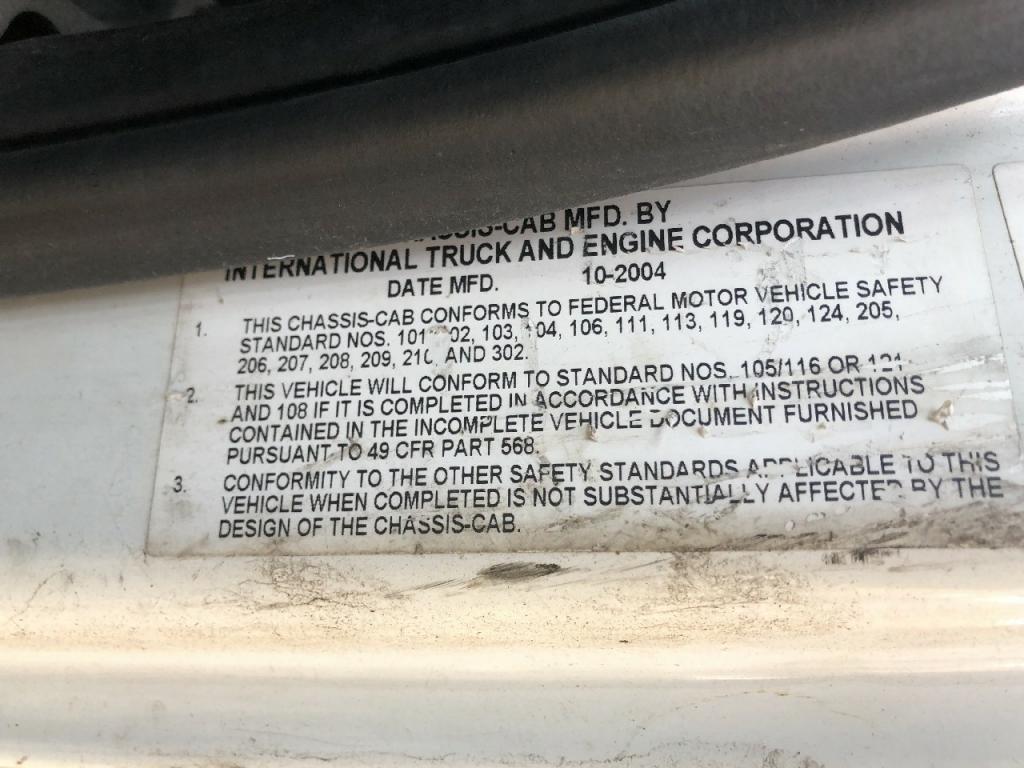 CHASSIS-CAB MFD. BY
INTERNATIONAL TRUCK AND ENGINE CORPORATION
DATE MFD. 10-2004
1. THIS CHASSIS-CAB CONFORMS TO FEDERAL MOTOR VEHICLE SAFETY
STANDARD NOS. 101, 102, 103, 104, 106, 111, 113, 119, 120, 124, 205,
206, 207, 208, 209, 210, AND 302.
2. THIS VEHICLE WILL CONFORM TO STANDARD NOS. 105/116 OR 121
AND 108 IF IT IS COMPLETED IN ACCORDANCE WITH INSTRUCTIONS
CONTAINED IN THE INCOMPLETE VEHICLE DOCUMENT FURNISHED
PURSUANT TO 49 CFR PART 568.
3. CONFORMITY TO THE OTHER SAFETY STANDARDS APPLICABLE TO THIS
VEHICLE WHEN COMPLETED IS NOT SUBSTANTIALLY AFFECTED BY THE
DESIGN OF THE CHASSIS-CAB.